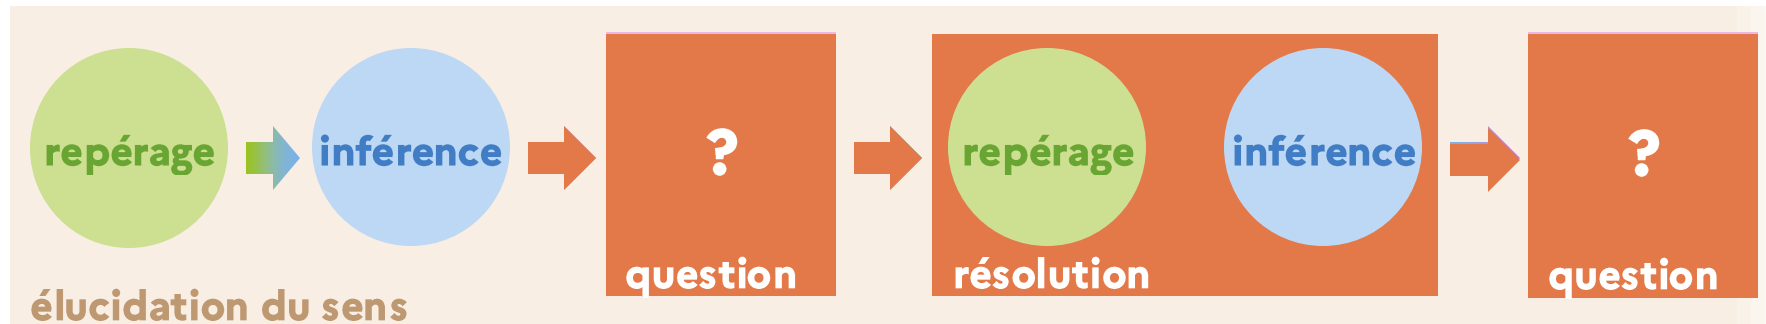 repérage
inférence
?
question
repérage
inférence
résolution
?
question
élucidation du sens